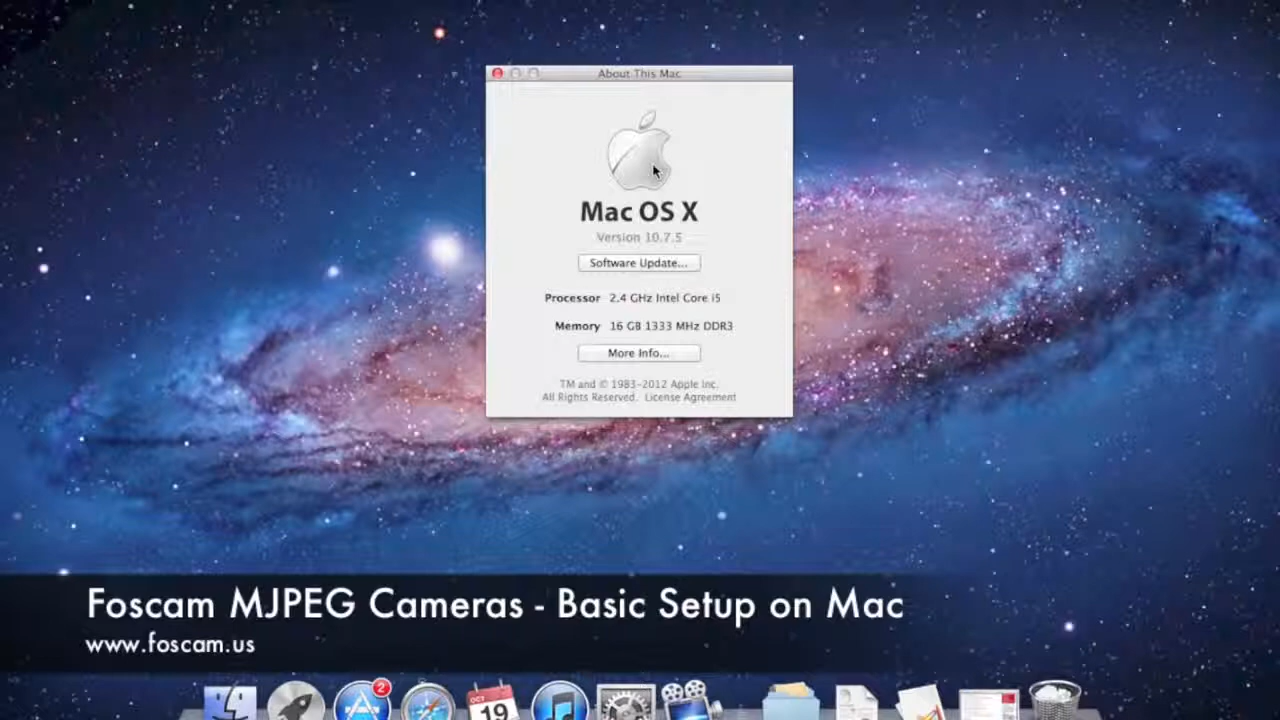 About This Mac
Mac OS X
Version 10.7.5
Software Update...
Processor 2.4 GHz Intel Core i5
Memory 16 GB 1333 MHz DDR3
More Info...
TM and © 1983-2012 Apple Inc.
All Rights Reserved. License Agreement
Foscam MJPEG Cameras - Basic Setup on Mac
www.foscam.us
2
OCT
19